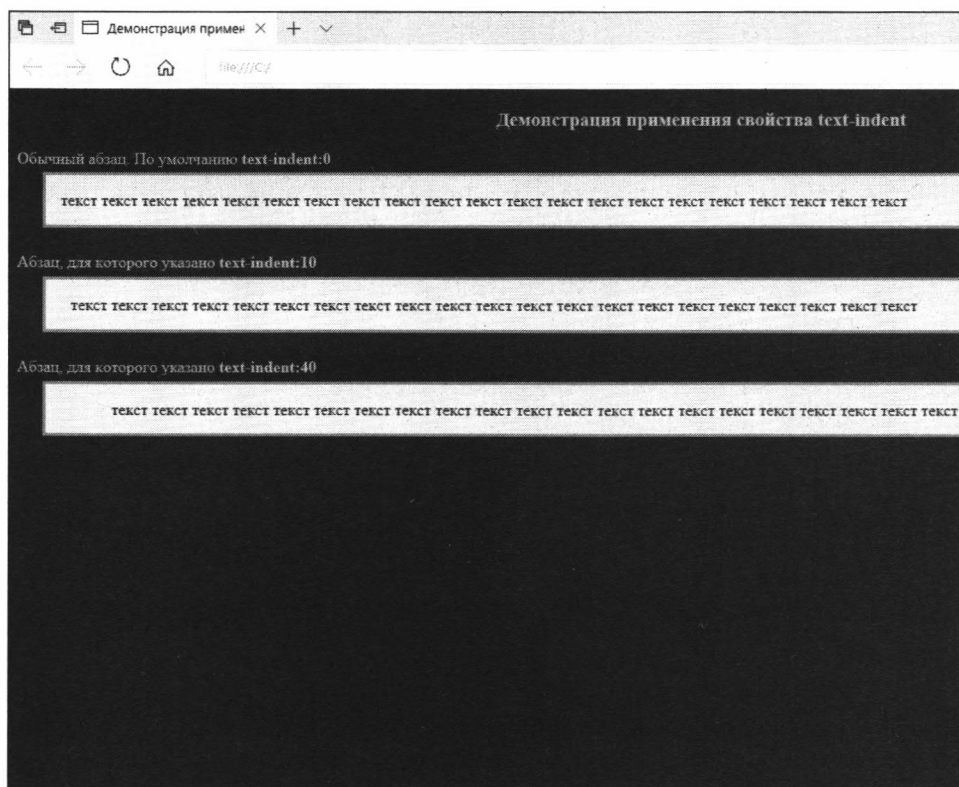 Демонстрация примен
file:///C:/
Демонстрация применения свойства text-indent
Обычный абзац. По умолчанию text-indent:0
текст текст текст текст текст текст текст текст текст текст текст текст текст текст текст текст текст текст текст текст текст
Абзац, для которого указано text-indent:10
текст текст текст текст текст текст текст текст текст текст текст текст текст текст текст текст текст текст текст текст текст
Абзац, для которого указано text-indent:40
текст текст текст текст текст текст текст текст текст текст текст текст текст текст текст текст текст текст текст текст текст